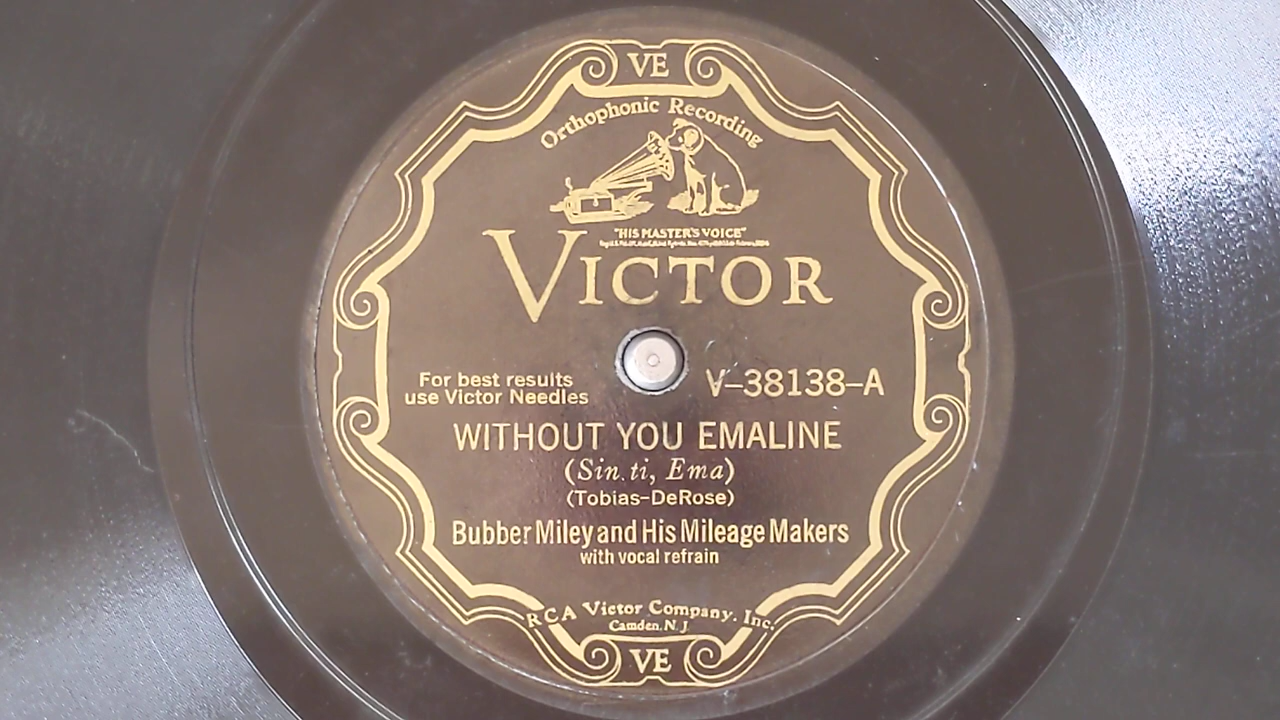 VE
Orthophonic Recording
"HIS MASTER'S VOICE"
VICTOR
For best results
use Victor Needles
V-38138-A
WITHOUT YOU EMALINE
(Sin ti, Ema)
(Tobias-DeRose)
Bubber Miley and His Mileage Makers
with vocal refrain
RCA Victor Company, Inc.
Camden, N. J.
VE